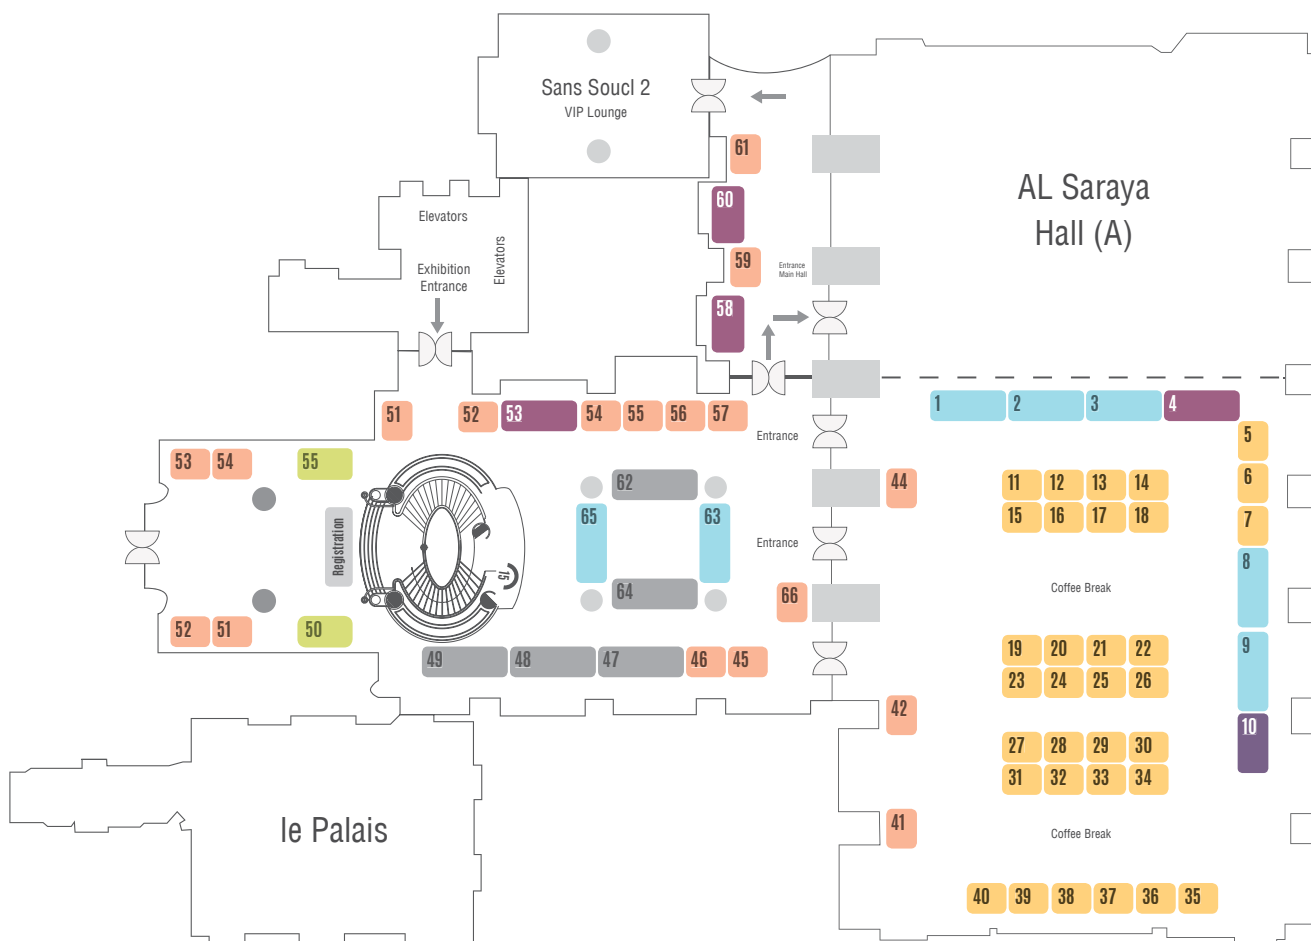 Sans Soucl 2
VIP Lounge
61
60
59
58
Entrance
Main Hall
AL Saraya
Hall (A)
Elevators
Elevators
Exhibition
Entrance
51
52
53
54
55
56
57
Entrance
53
54
55
Registration
52
51
50
15
62
65
63
64
Entrance
66
49
48
47
46
45
44
42
41
1
2
3
4
5
6
7
8
9
10
11 12 13 14
15 16 17 18
Coffee Break
19 20 21 22
23 24 25 26
27 28 29 30
31 32 33 34
Coffee Break
40 39 38 37 36 35
le Palais